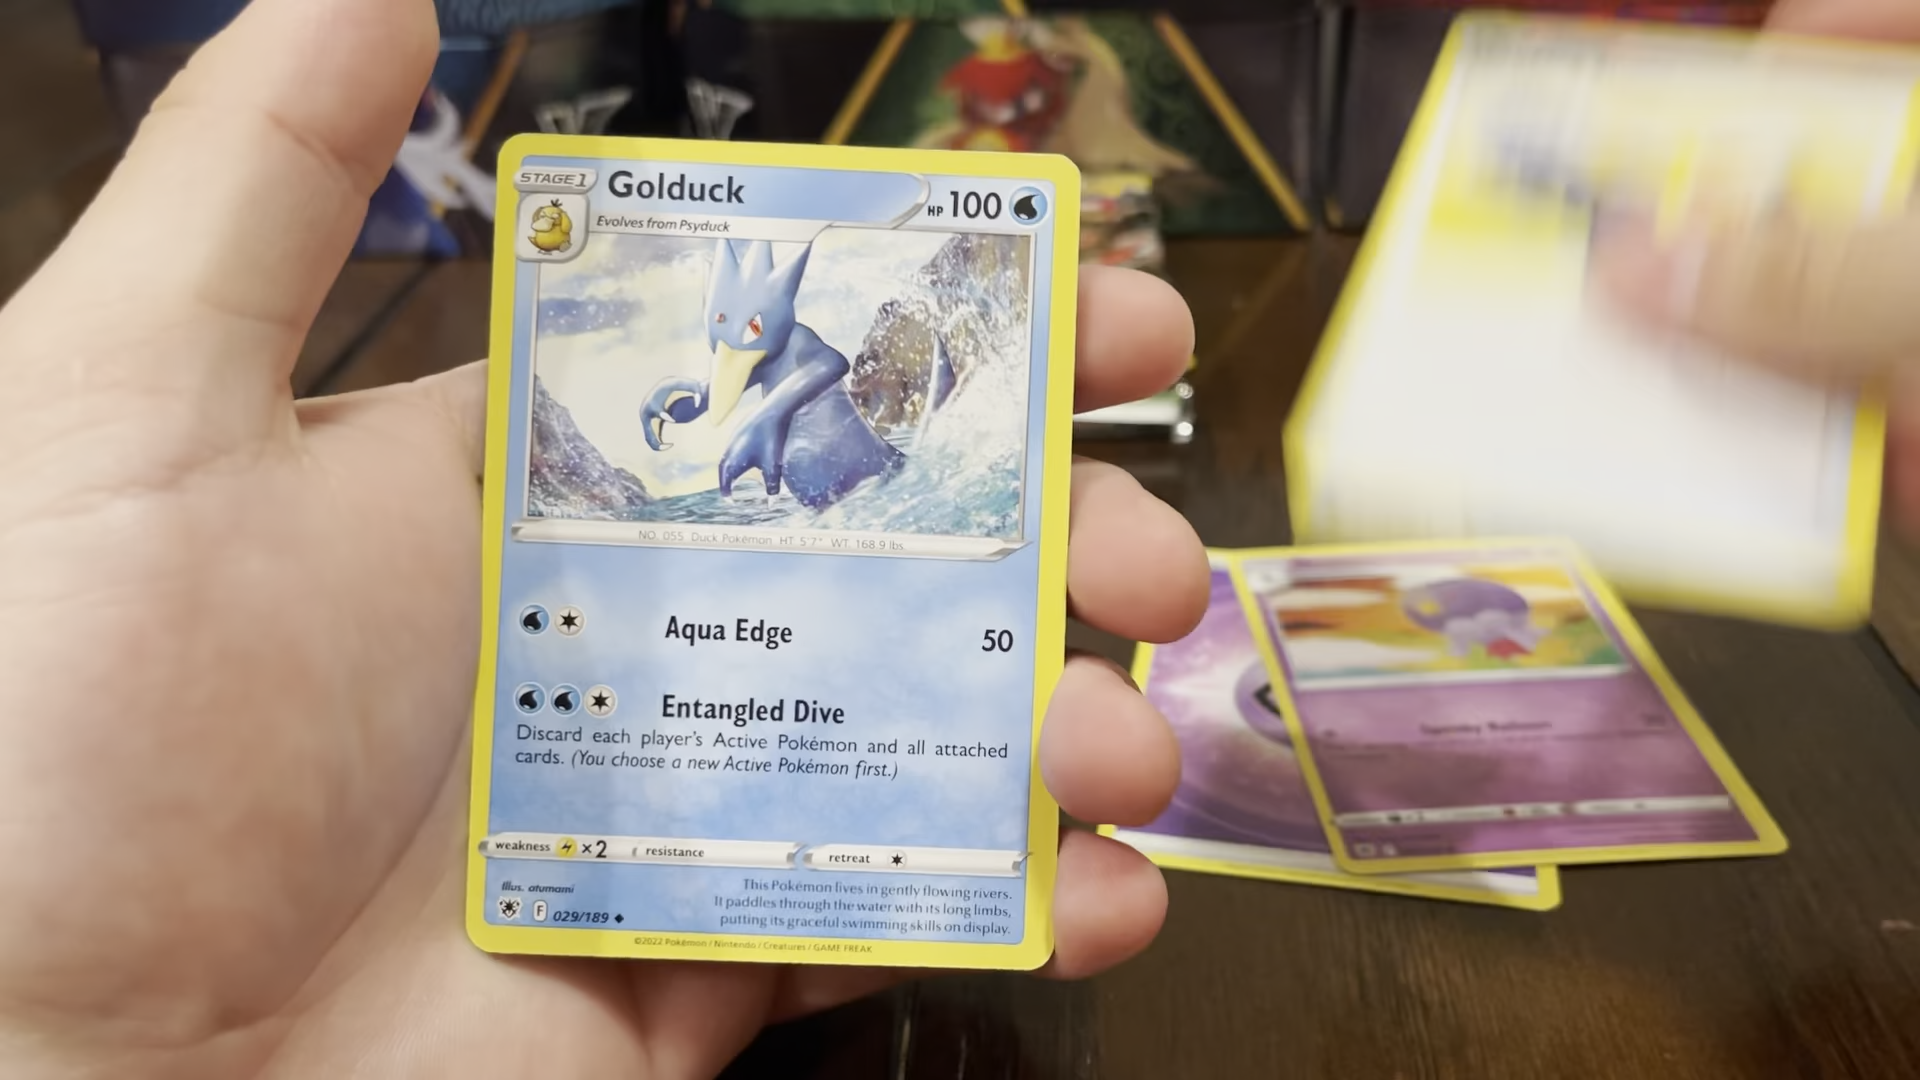 STAGE 1
Golduck
HP 100
Evolves from Psyduck
NO. 055 Duck Pokémon HT 5'7" WT. 168.9 lbs.
Aqua Edge 50
Entangled Dive
Discard each player's Active Pokémon and all attached
cards. (You choose a new Active Pokémon first.)
weakness ×2 resistance retreat
Illus. otumami
This Pokémon lives in gently flowing rivers.
It paddles through the water with its long limbs,
putting its graceful swimming skills on display.
F 029/189
©2022 Pokémon / Nintendo / Creatures / GAME FREAK
Spooky Balloon